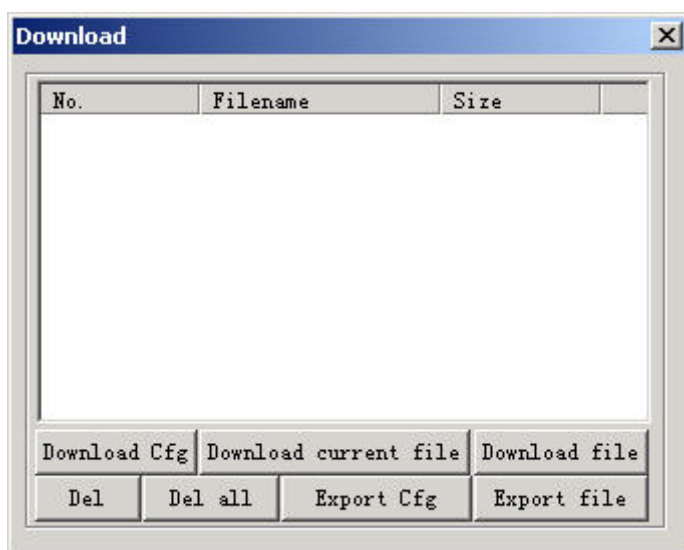 Download
No. Filename Size
Download Cfg Download current file Download file
Del Del all Export Cfg Export file